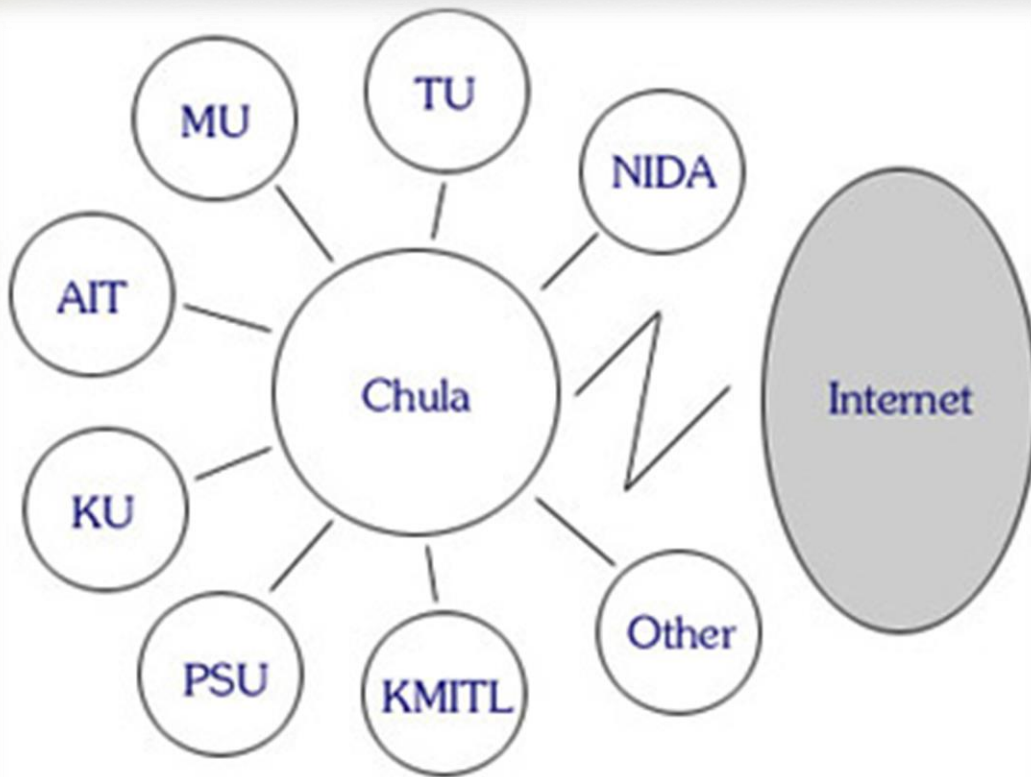 TU
MU
NIDA
AIT
Chula
Internet
KU
Other
PSU
KMITL